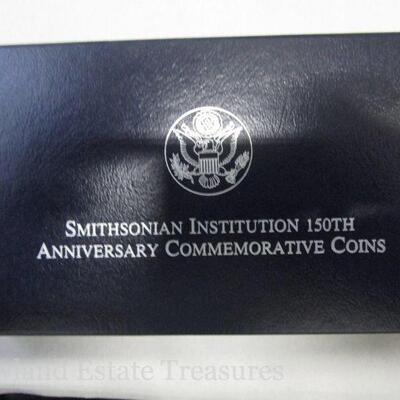 SMITHSONIAN INSTITUTION 150TH
ANNIVERSARY COMMEMORATIVE COINS
Estate Treasures